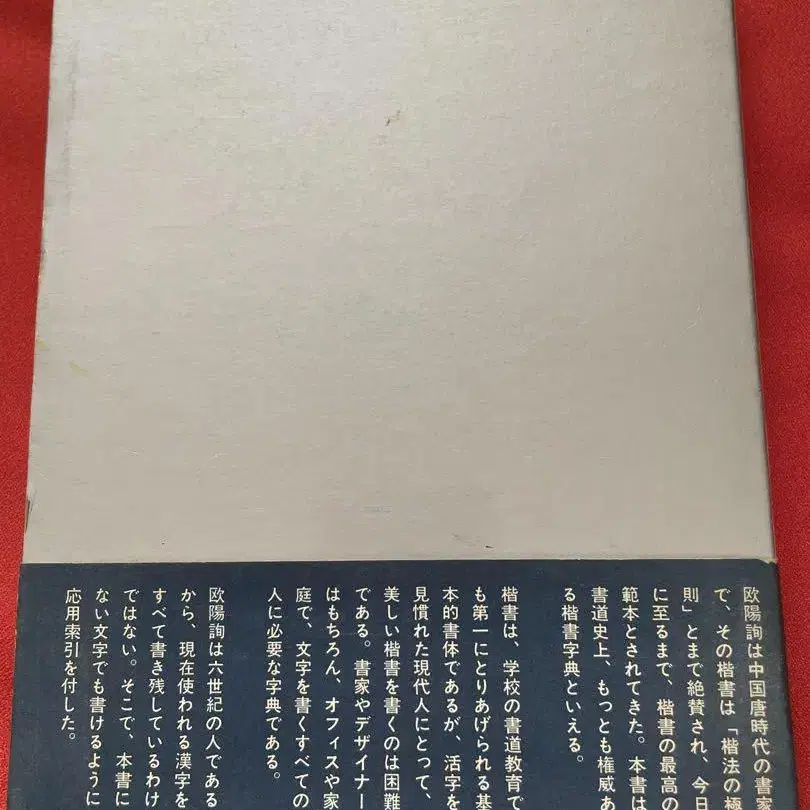 欧陽詢は中国唐時代の書
で、その楷書は「楷法の
則」とまで絶賛され、今日
に至るまで、楷書の最高の
範本とされてきた。本書は
書道史上、もっとも権威あ
る楷書字典といえる。
楷書は、学校の書道教育で
も第一にとりあげられる基
本的書体であるが、活字を
見慣れた現代人にとって、
美しい楷書を書くのは困難
である。書家やデザイナー
はもちろん、オフィスや家
庭で、文字を書くすべての
人に必要な字典である。
欧陽詢は六世紀の人である
から、現在使われる漢字を
すべて書き残しているわけ
ではない。そこで、本書に
ない文字でも書けるように
応用索引を付した。